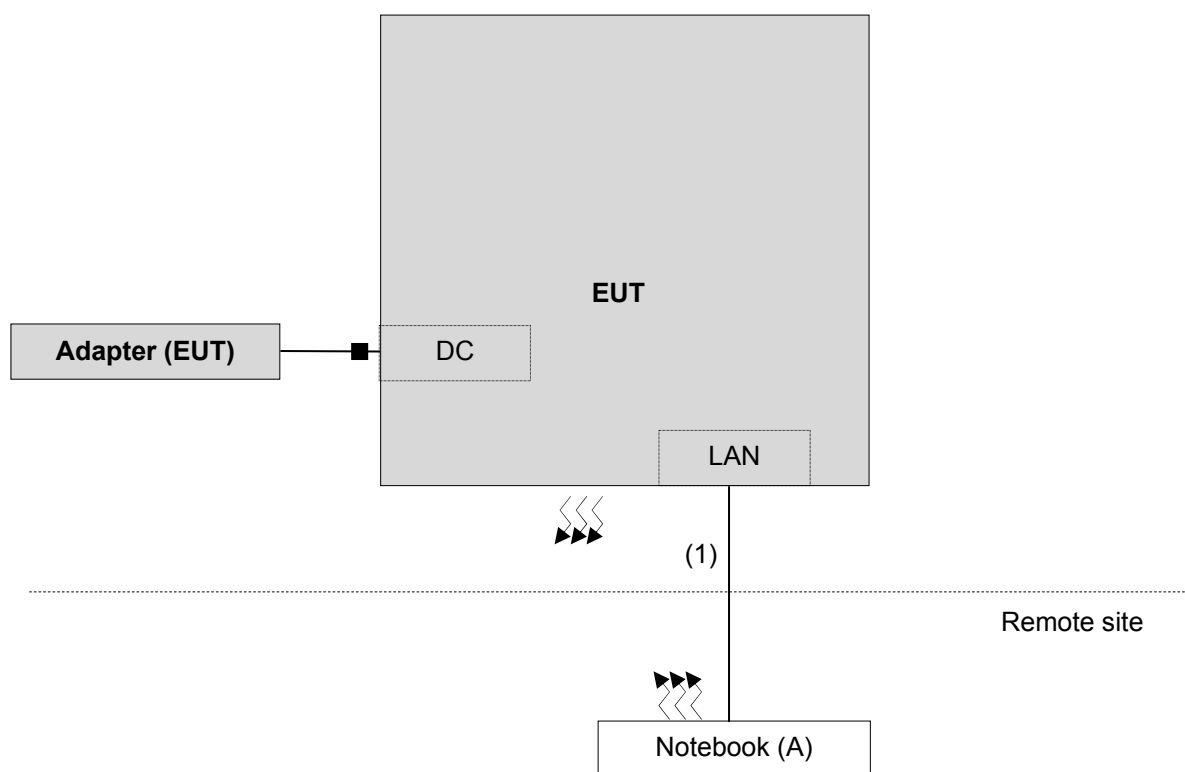 EUT
Adapter (EUT)
DC
LAN
(1)
Remote site
Notebook (A)